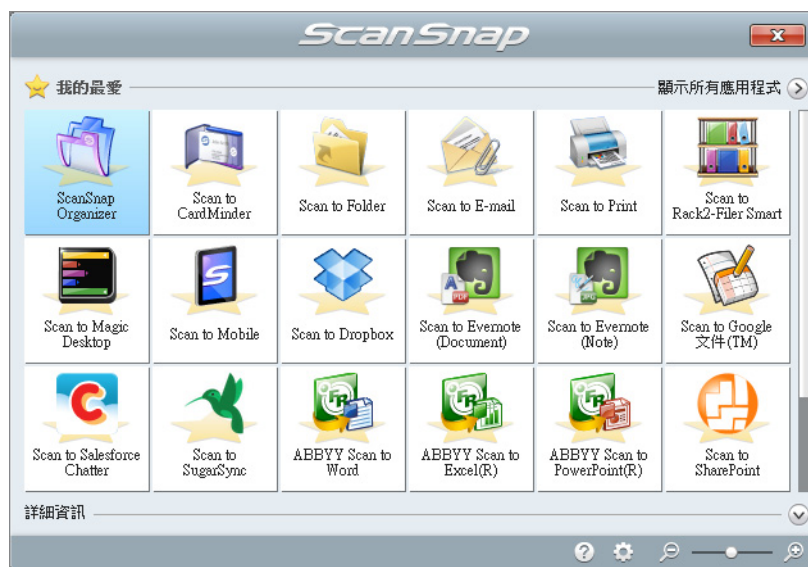 ScanSnap
我的最愛
顯示所有應用程式
ScanSnap
Organizer
Scan to
CardMinder
Scan to Folder
Scan to E-mail
Scan to Print
Scan to
Rack2-Filer Smart
Scan to Magic
Desktop
Scan to Mobile
Scan to Dropbox
Scan to Evernote
(Document)
Scan to Evernote
(Note)
Scan to Google
文件(TM)
Scan to Salesforce
Chatter
Scan to
SugarSync
ABBYY Scan to
Word
ABBYY Scan to
Excel(R)
ABBYY Scan to
PowerPoint(R)
Scan to
SharePoint
詳細資訊